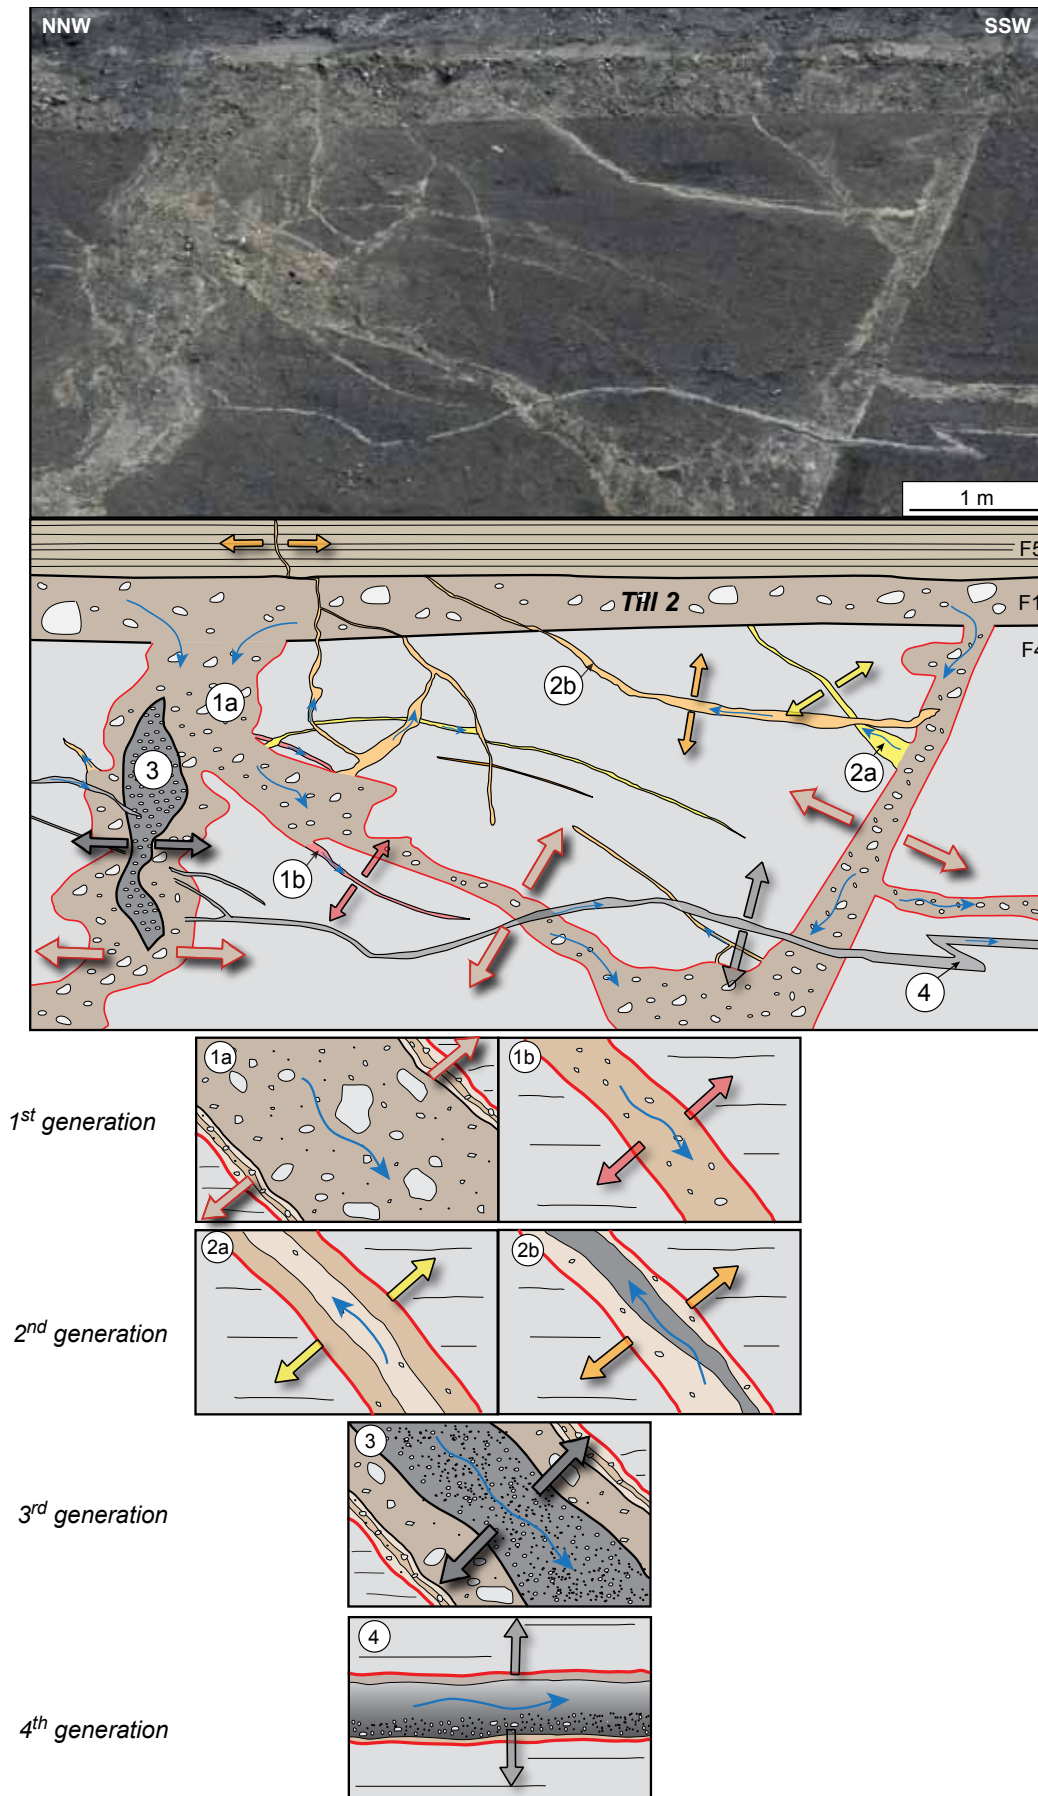 NNW
SSW
1 m
F5
Till 2
F1
F4
1a
2b
3
2a
1b
4
1a
1b
1st generation
2a
2b
2nd generation
3
3rd generation
4
4th generation